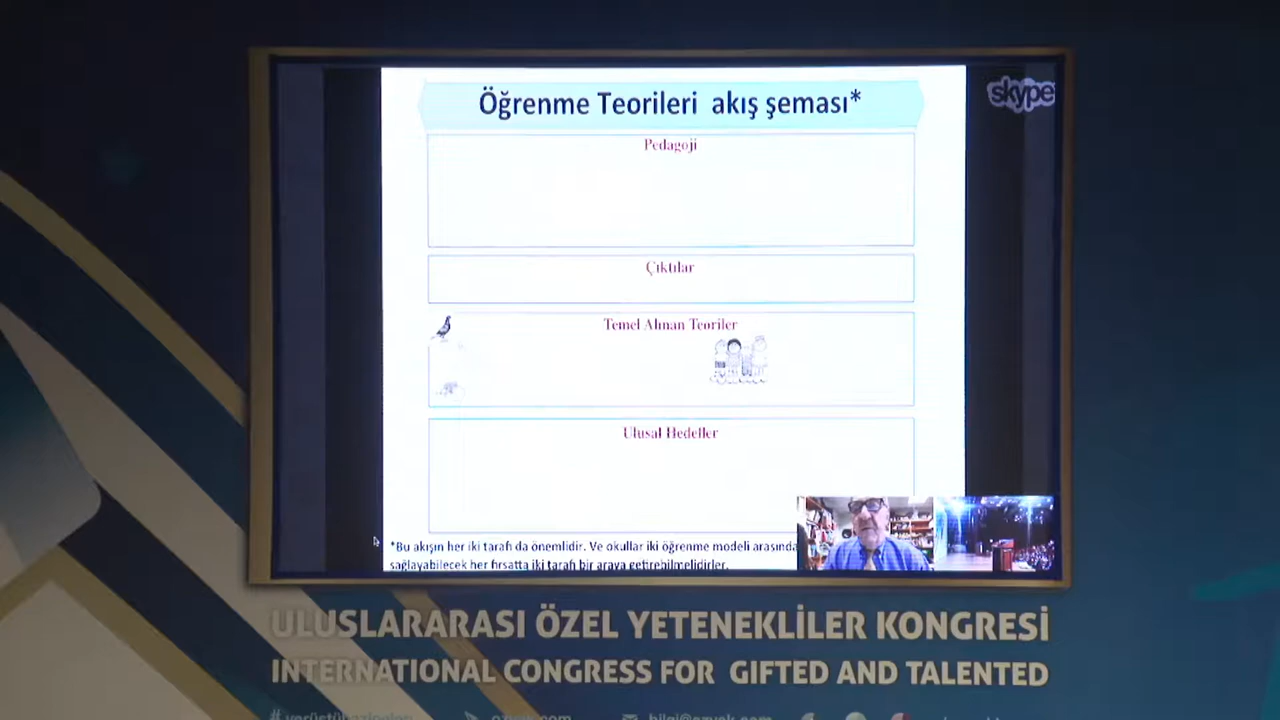 Öğrenme Teorileri akış şeması*
skype
Pedagoji
Çıktılar
Temel Alınan Teoriler
Ulusal Hedefler
*Bu akışın her iki tarafı da önemlidir. Ve okullar iki öğrenme modeli arasında
sağlayabilecek her fırsatta iki tarafı bir araya getirebilmelidirler.
ULUSLARARASI ÖZEL YETENEKLİLER KONGRESİ
INTERNATIONAL CONGRESS FOR GIFTED AND TALENTED